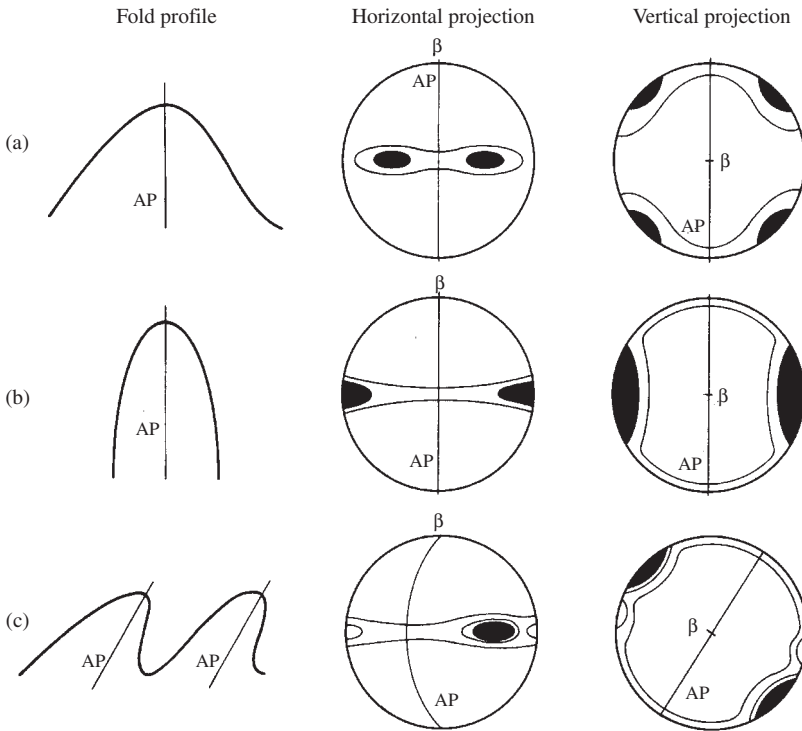 Fold profile Horizontal projection Vertical projection
β
AP
(a)
AP
β
AP
β
(b)
AP
β
AP
AP
β
(c)
AP
AP
AP
β
AP